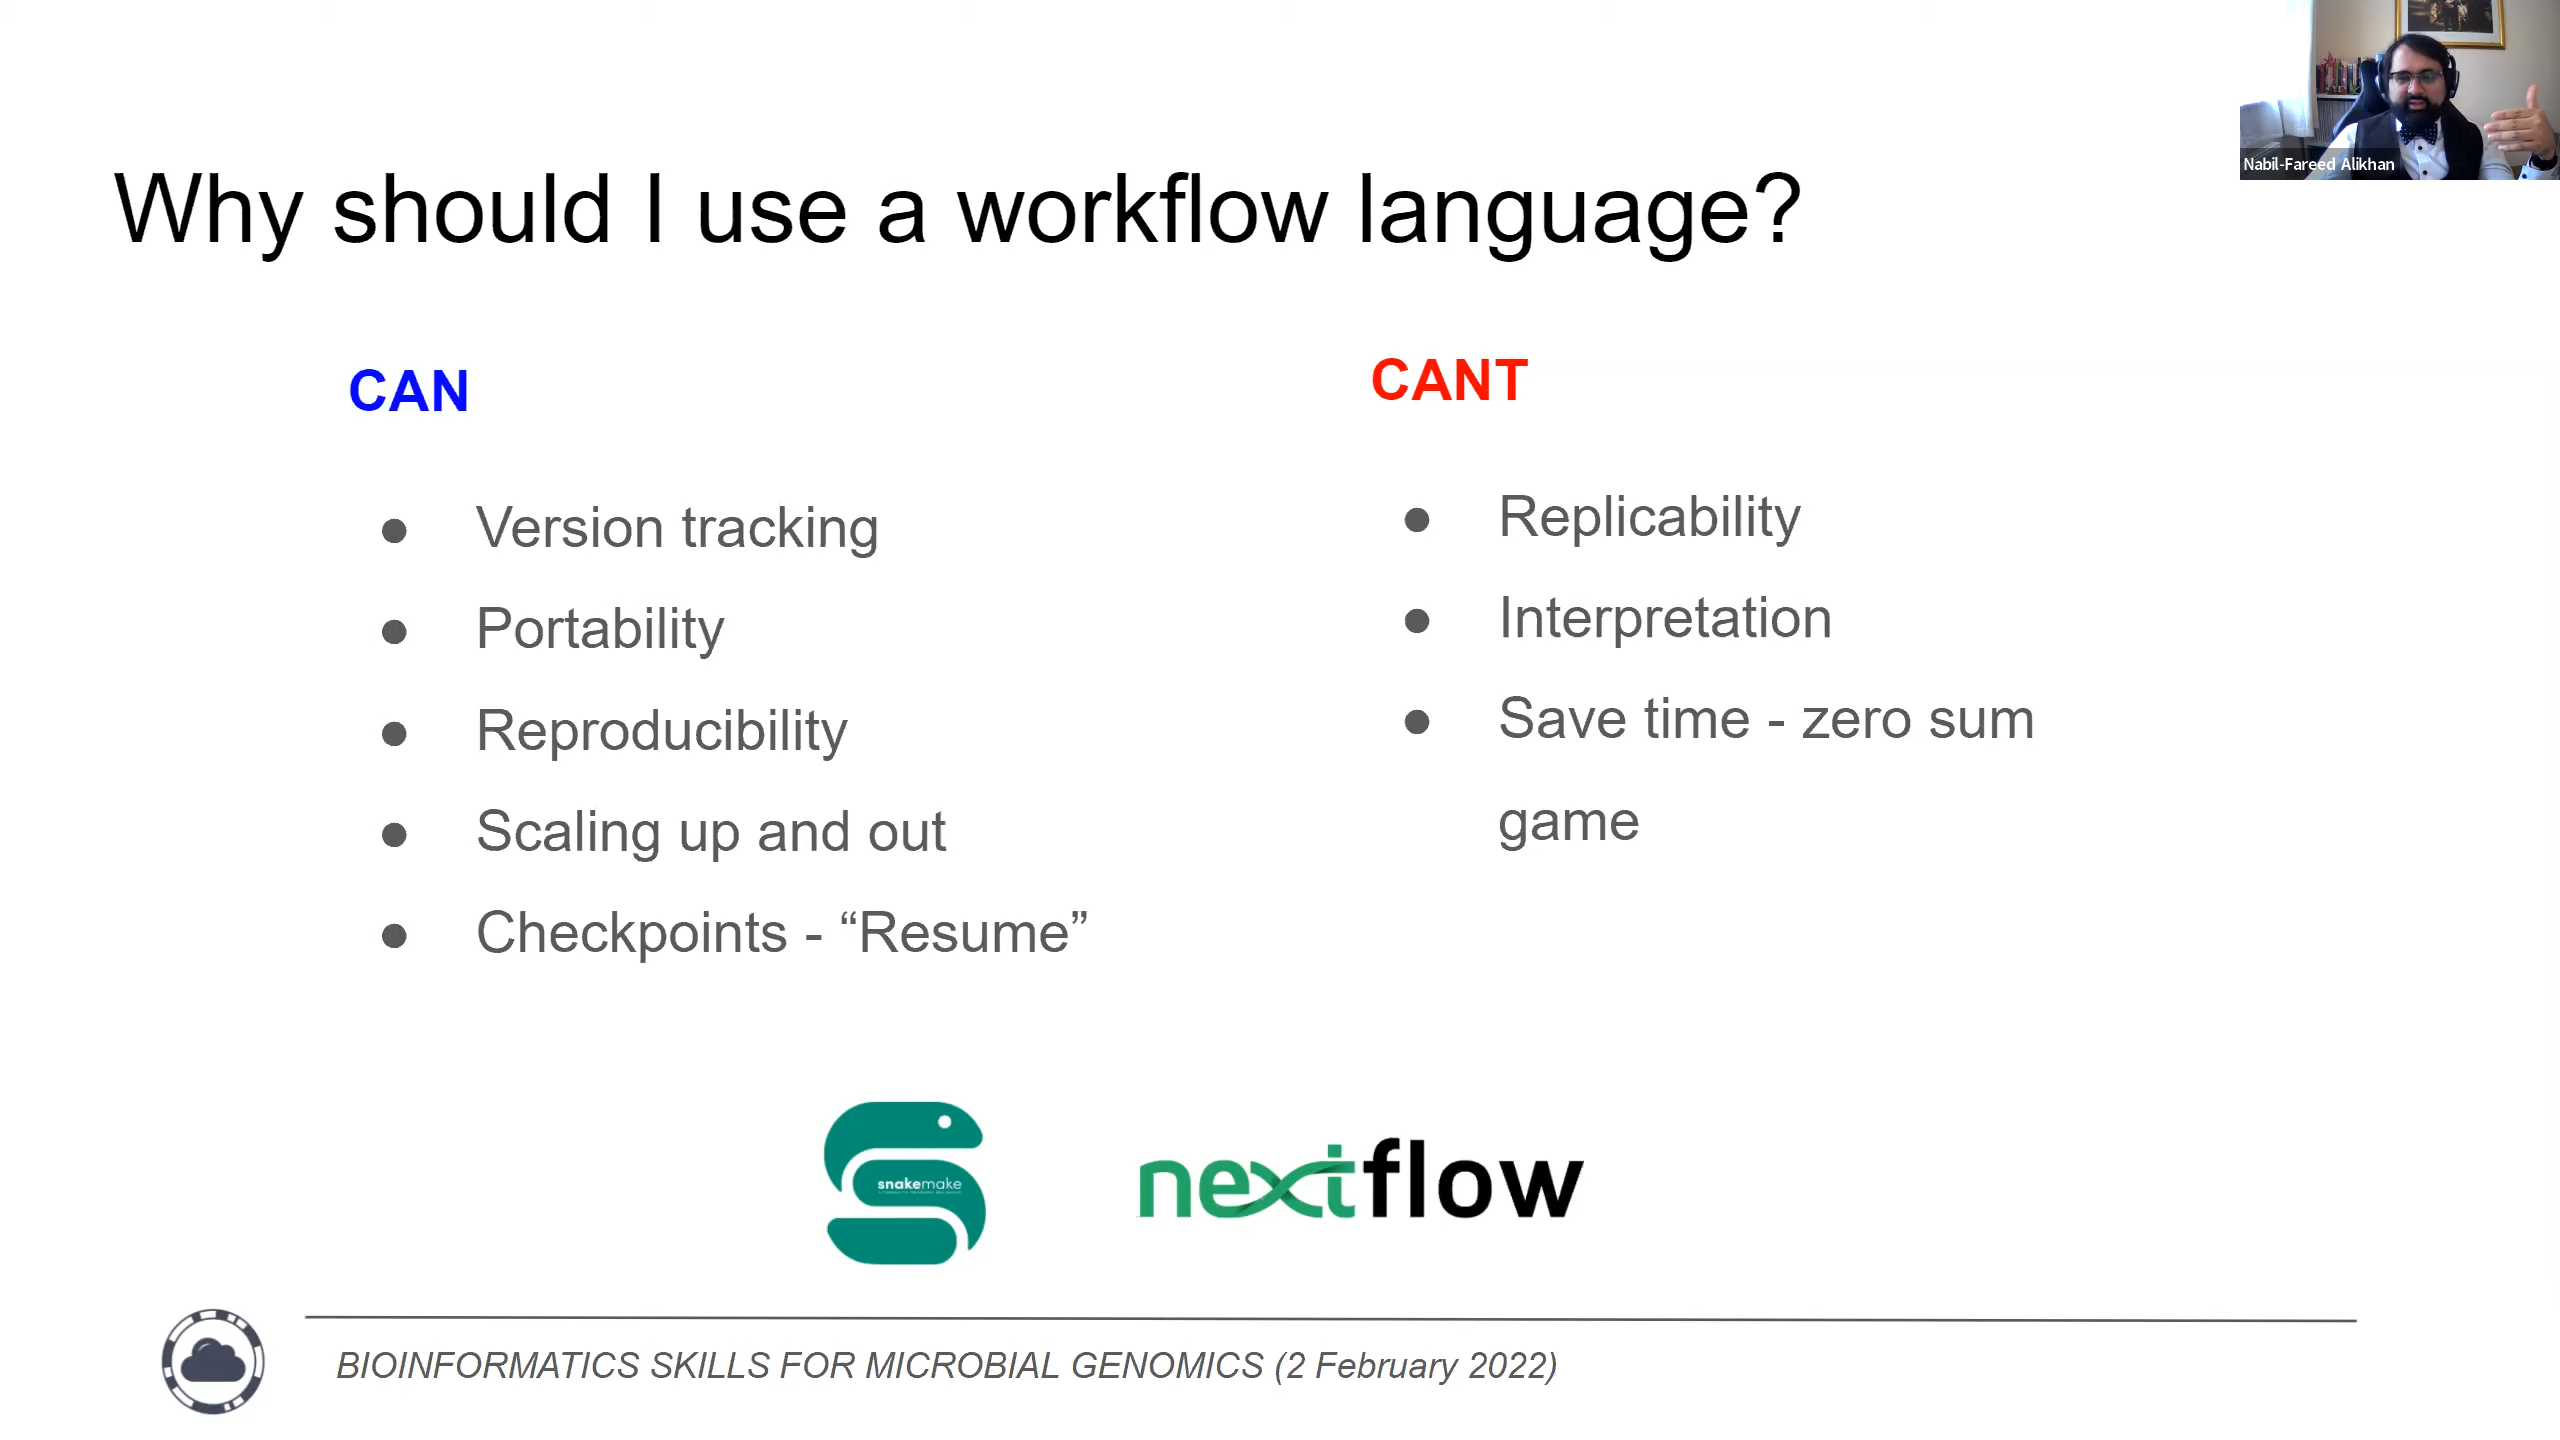 Nabil-Fareed Alikhan
Why should I use a workflow language?
CAN
● Version tracking
● Portability
● Reproducibility
● Scaling up and out
● Checkpoints - “Resume”
CANT
● Replicability
● Interpretation
● Save time - zero sum
game
snakemake
nextflow
BIOINFORMATICS SKILLS FOR MICROBIAL GENOMICS (2 February 2022)